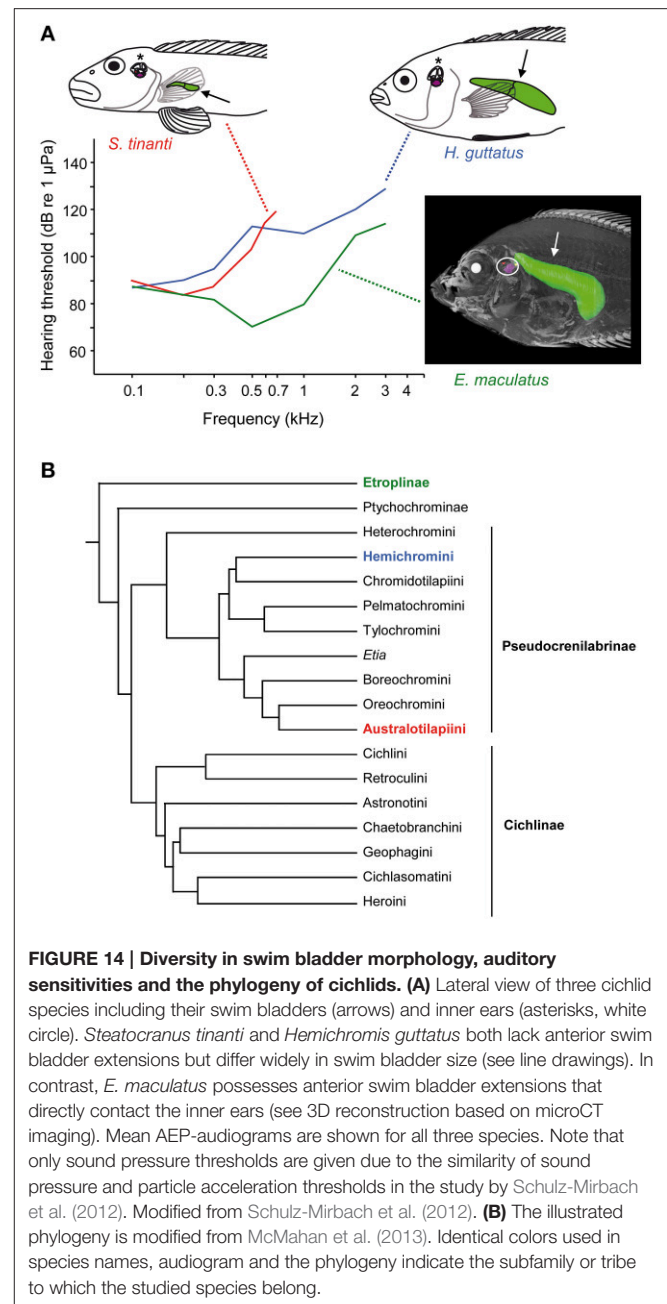 A
*
*
S. tinanti
H. guttatus
Hearing threshold (dB re 1 µPa)
140
120
100
80
60
0.1
0.3
0.5
0.7
1
2
3
4
Frequency (kHz)
E. maculatus
B
Etroplinae
Ptychochrominae
Heterochromini
Hemichromini
Chromidotilapiini
Pelmatochromini
Tylochromini
Etia
Boreochromini
Oreochromini
Australotilapiini
Pseudocrenilabrinae
Cichlini
Retroculini
Astronotini
Chaetobranchini
Geophagini
Cichlasomatini
Heroini
Cichlinae
FIGURE 14 | Diversity in swim bladder morphology, auditory
sensitivities and the phylogeny of cichlids. (A) Lateral view of three cichlid
species including their swim bladders (arrows) and inner ears (asterisks, white
circle). Steatocranus tinanti and Hemichromis guttatus both lack anterior swim
bladder extensions but differ widely in swim bladder size (see line drawings). In
contrast, E. maculatus possesses anterior swim bladder extensions that
directly contact the inner ears (see 3D reconstruction based on microCT
imaging). Mean AEP-audiograms are shown for all three species. Note that
only sound pressure thresholds are given due to the similarity of sound
pressure and particle acceleration thresholds in the study by Schulz-Mirbach
et al. (2012). Modified from Schulz-Mirbach et al. (2012). (B) The illustrated
phylogeny is modified from McMahan et al. (2013). Identical colors used in
species names, audiogram and the phylogeny indicate the subfamily or tribe
to which the studied species belong.